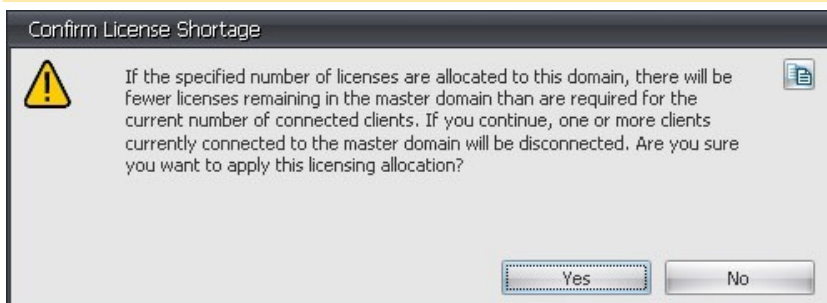 Confirm License Shortage
If the specified number of licenses are allocated to this domain, there will be
fewer licenses remaining in the master domain than are required for the
current number of connected clients. If you continue, one or more clients
currently connected to the master domain will be disconnected. Are you sure
you want to apply this licensing allocation?
Yes
No